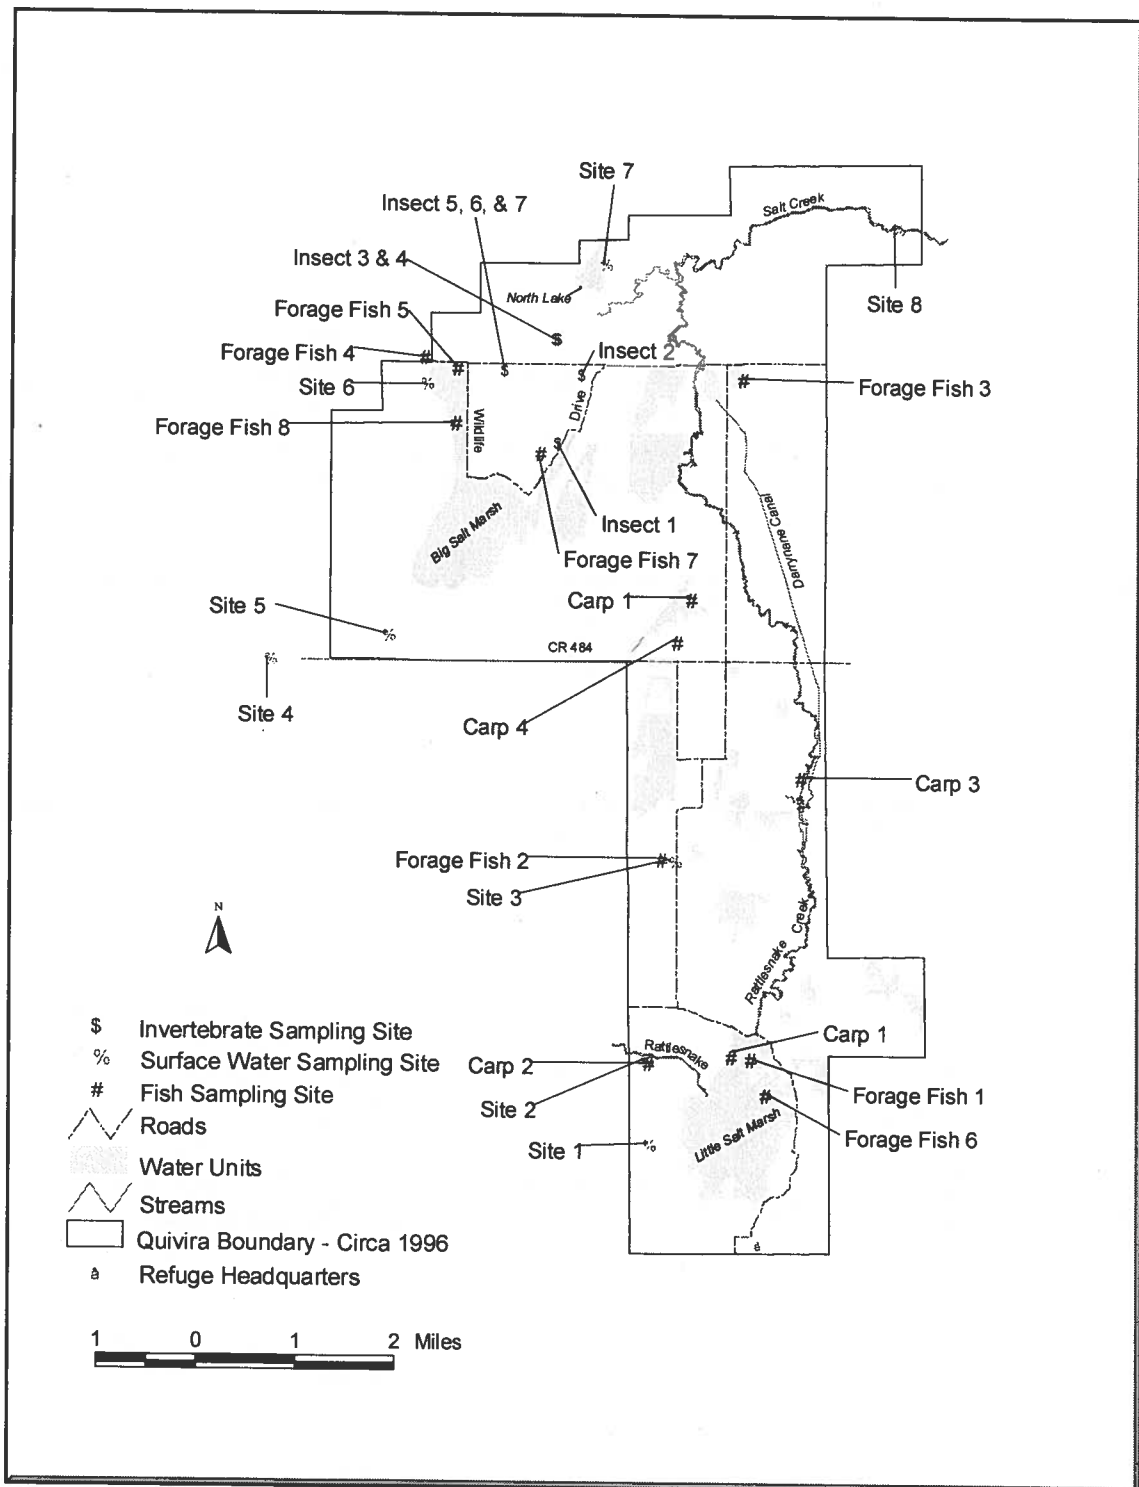 Site 7
Insect 5, 6, & 7
Salt Creek
Insect 3 & 4
North Lake
Site 8
Forage Fish 5
$
Forage Fish 4
#
Insect 2
Site 6
%
#
$
$
#
Forage Fish 3
Forage Fish 8
#
Wildlife
Drive
#
$
Big Salt Marsh
Insect 1
Darrynane Canal
Forage Fish 7
Carp 1
#
Site 5
%
#
CR 484
%
Site 4
Carp 4
#
Carp 3
Forage Fish 2
#
%
Site 3
N
Rattlesnake Creek
$ Invertebrate Sampling Site
% Surface Water Sampling Site
# Fish Sampling Site
Roads
Water Units
Streams
Quivira Boundary - Circa 1996
à Refuge Headquarters
Rattlesnake
Carp 1
Carp 2
#
#
#
Forage Fish 1
Site 2
#
Forage Fish 6
Site 1
%
Little Salt Marsh
à
1 0 1 2 Miles